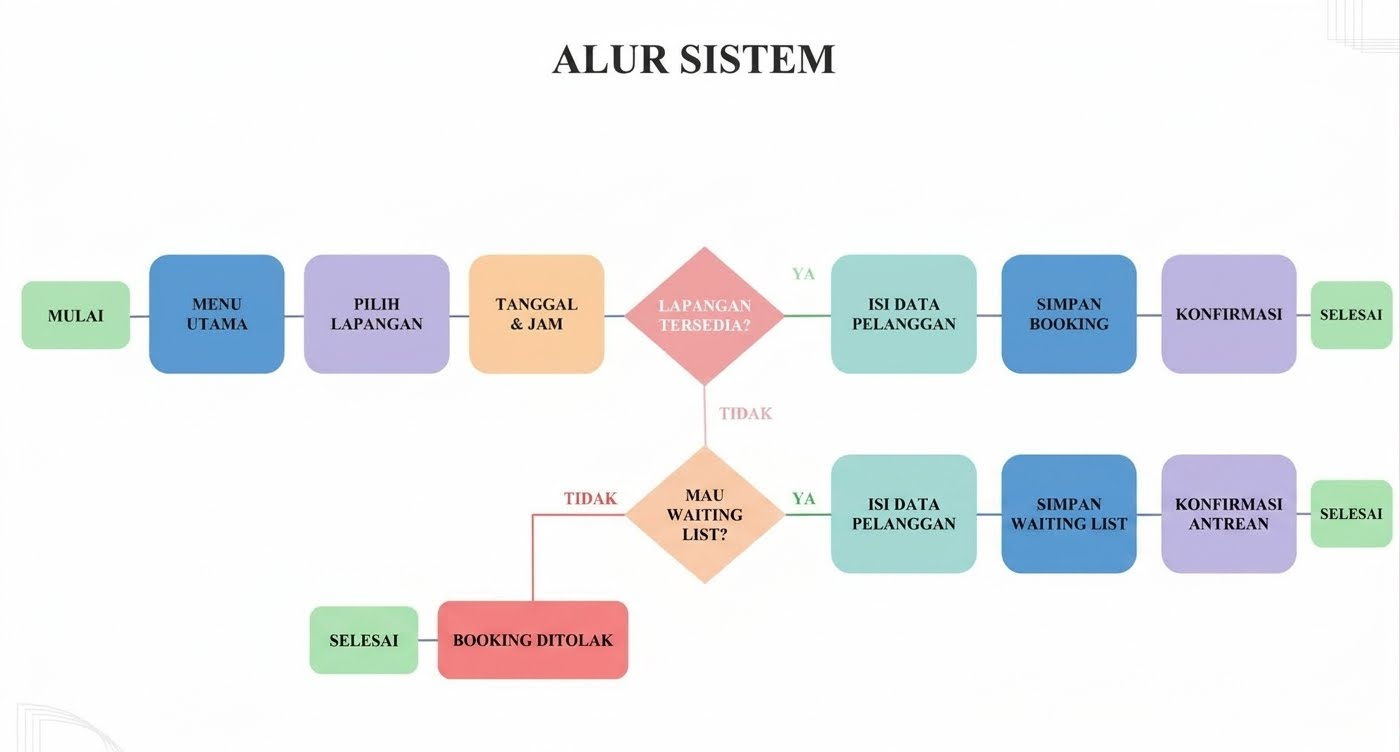 ALUR SISTEM
MULAI
MENU
UTAMA
PILIH
LAPANGAN
TANGGAL
& JAM
LAPANGAN
TERSEDIA?
YA
ISI DATA
PELANGGAN
SIMPAN
BOOKING
KONFIRMASI
SELESAI
TIDAK
TIDAK
MAU
WAITING
LIST?
YA
ISI DATA
PELANGGAN
SIMPAN
WAITING LIST
KONFIRMASI
ANTREAN
SELESAI
SELESAI
BOOKING DITOLAK